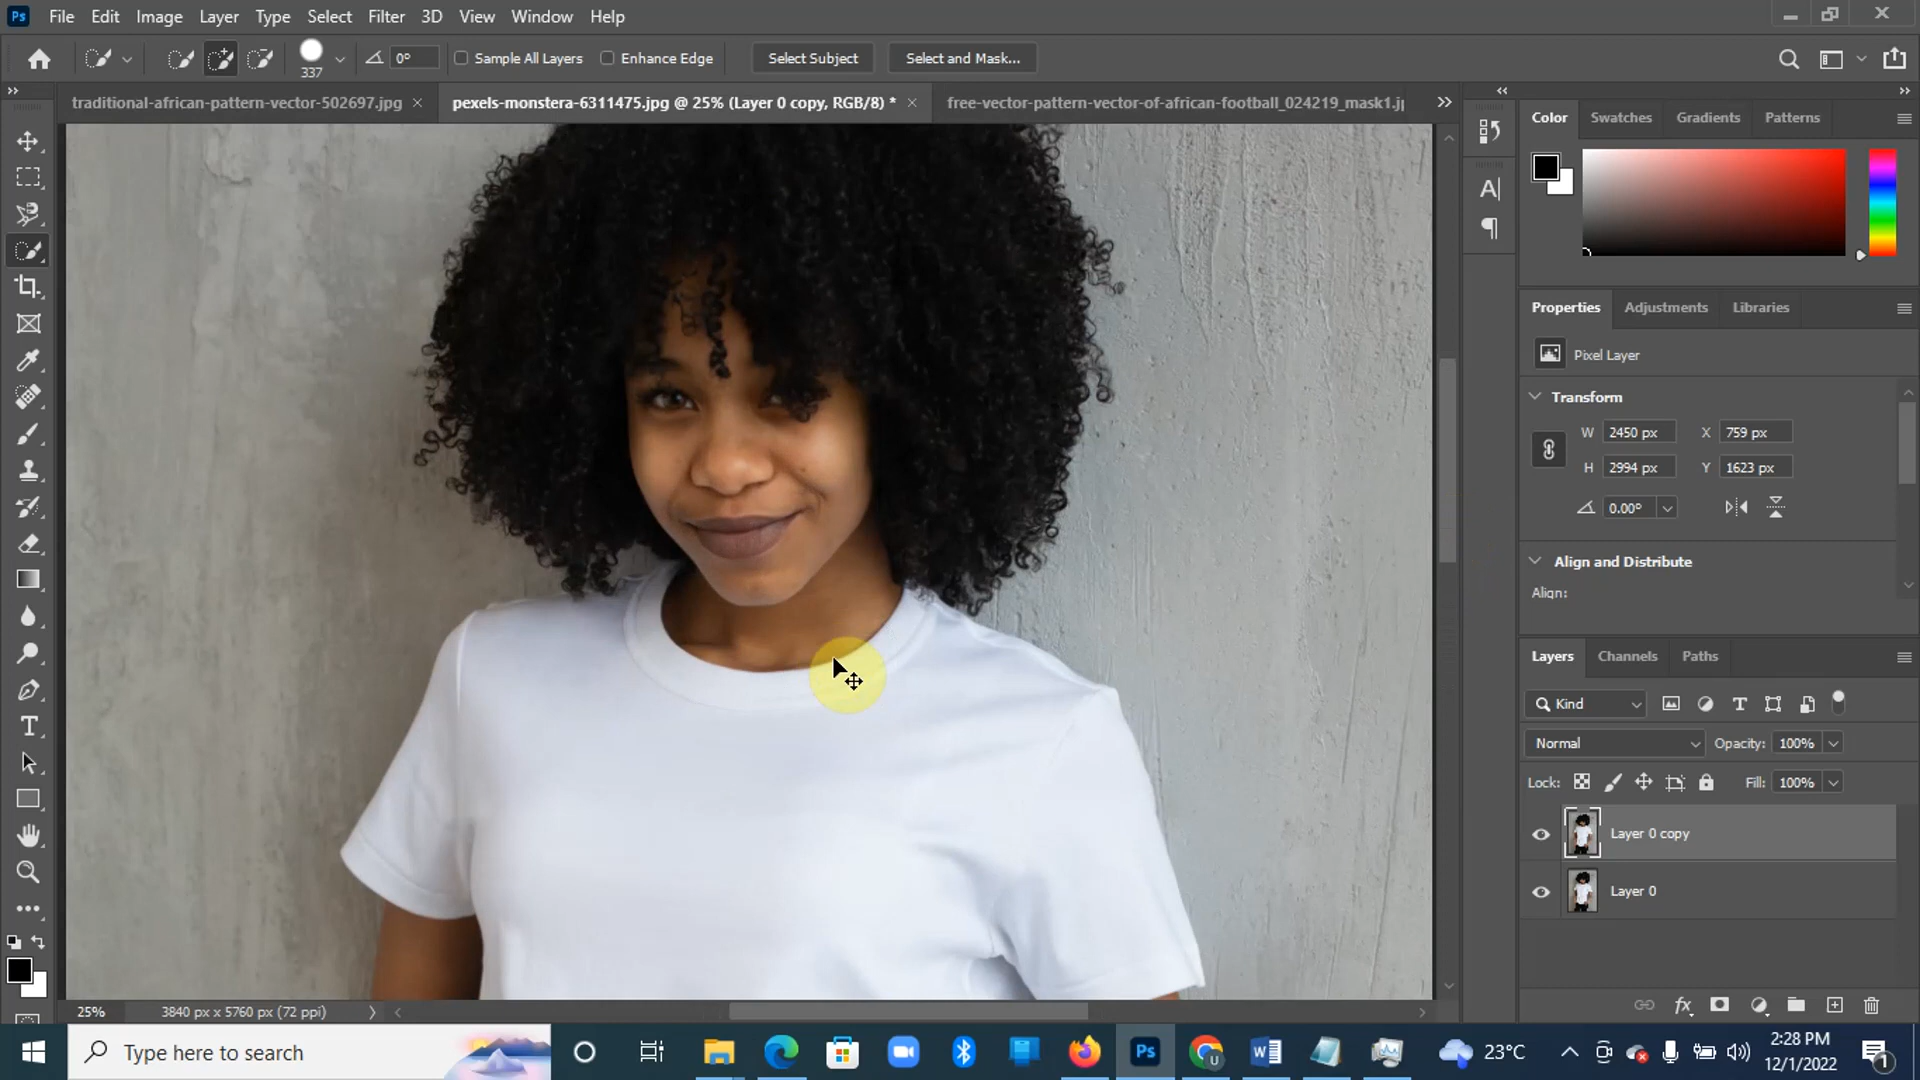 Ps File Edit Image Layer Type Select Filter 3D View Window Help
337 0° Sample All Layers Enhance Edge Select Subject Select and Mask...
traditional-african-pattern-vector-502697.jpg × pexels-monstera-6311475.jpg @ 25% (Layer 0 copy, RGB/8) * × free-vector-pattern-vector-of-african-football_024219_mask1.j
Color Swatches Gradients Patterns
Properties Adjustments Libraries
Pixel Layer
Transform
W 2450 px X 759 px
H 2994 px Y 1623 px
0.00°
Align and Distribute
Align:
Layers Channels Paths
Kind
Normal Opacity: 100%
Lock: Fill: 100%
Layer 0 copy
Layer 0
25% 3840 px x 5760 px (72 ppi)
Type here to search Ps 23°C 2:28 PM
12/1/2022 1